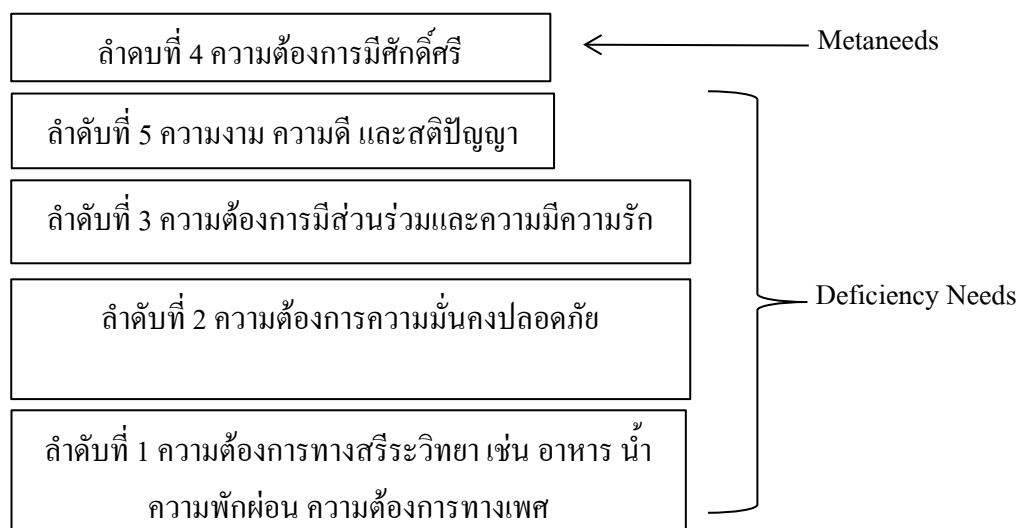 ลำดบที่ 4 ความต้องการมีศักดิ์ศรี
Metaneeds
ลำดับที่ 5 ความงาม ความดี และสติปัญญา
ลำดับที่ 3 ความต้องการมีส่วนร่วมและความมีความรัก
Deficiency Needs
ลำดับที่ 2 ความต้องการความมั่นคงปลอดภัย
ลำดับที่ 1 ความต้องการทางสรีระวิทยา เช่น อาหาร น้ำ
ความพักผ่อน ความต้องการทางเพศ